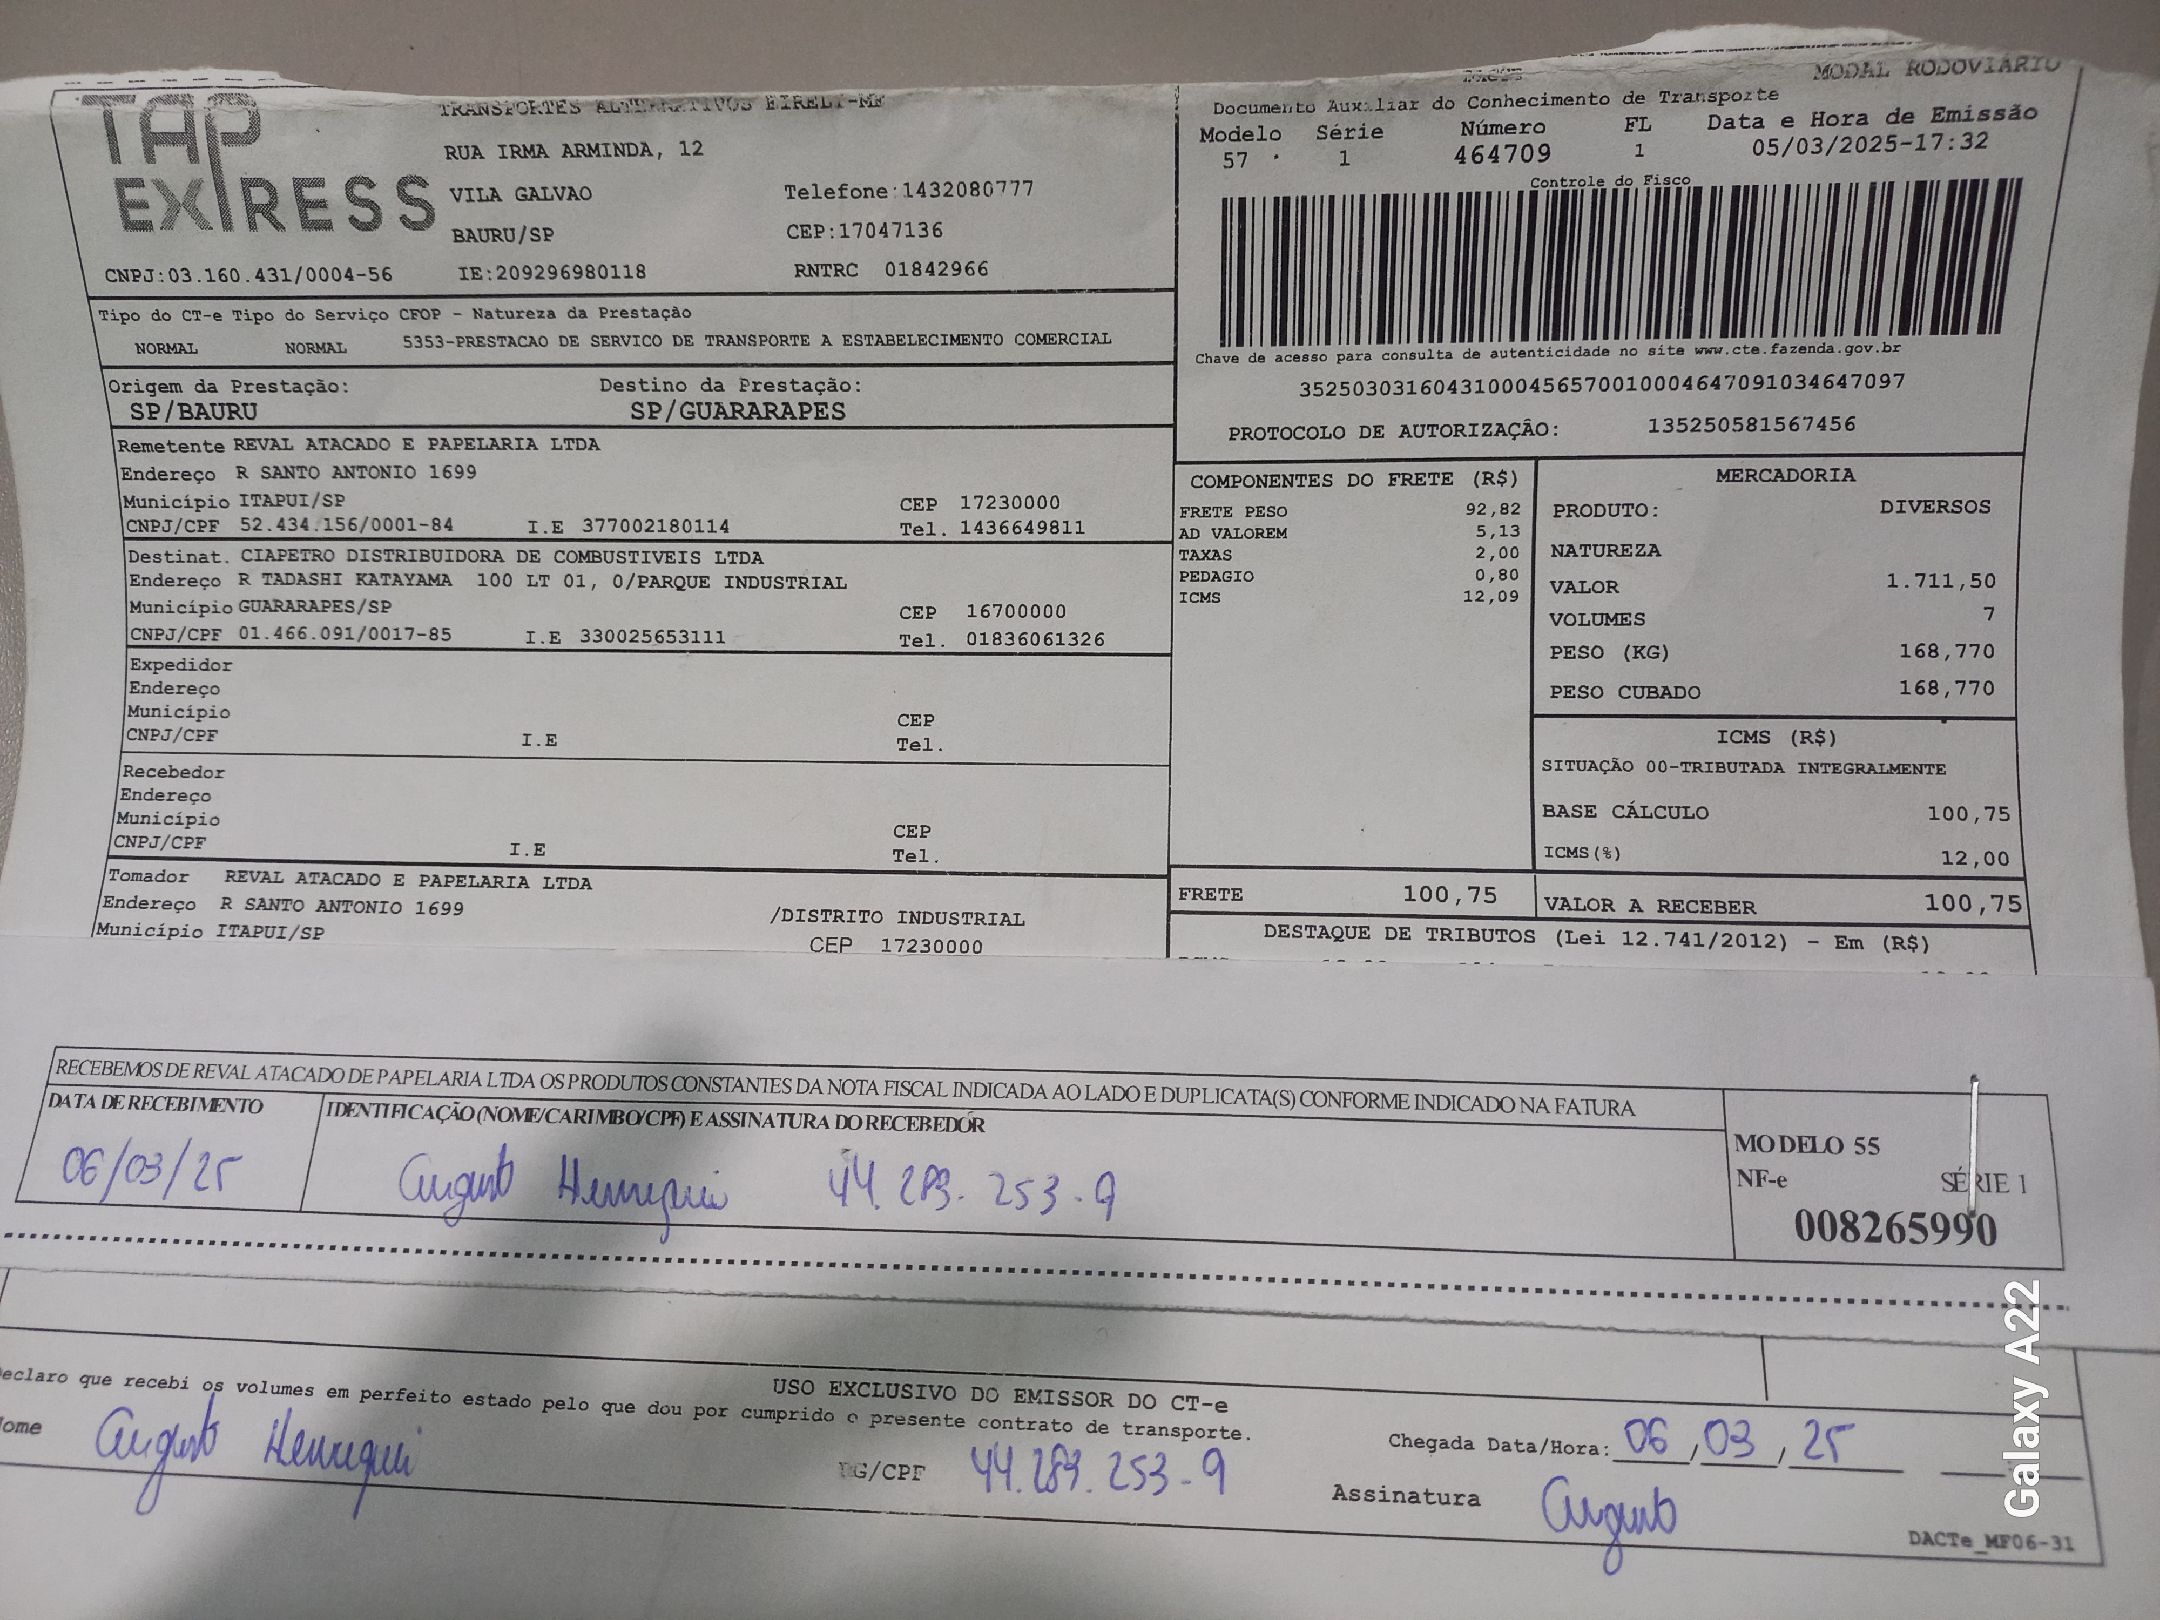 TAP EXPRESS
TRANSPORTES ALTERNATIVOS EIRELI-MF
RUA IRMA ARMINDA, 12
VILA GALVAO Telefone:1432080777
BAURU/SP CEP:17047136
CNPJ:03.160.431/0004-56 IE:209296980118 RNTRC 01842966
MODAL RODOVIÁRIO
Documento Auxiliar do Conhecimento de Transporte
Modelo Série Número FL Data e Hora de Emissão
57 1 464709 1 05/03/2025-17:32
Controle do Fisco
Chave de acesso para consulta de autenticidade no site www.cte.fazenda.gov.br
35250303160431000456570010004647091034647097
PROTOCOLO DE AUTORIZAÇÃO: 135250581567456
Tipo do CT-e Tipo do Serviço CFOP - Natureza da Prestação
NORMAL NORMAL 5353-PRESTACAO DE SERVICO DE TRANSPORTE A ESTABELECIMENTO COMERCIAL
Origem da Prestação: Destino da Prestação:
SP/BAURU SP/GUARARAPES
Remetente REVAL ATACADO E PAPELARIA LTDA
Endereço R SANTO ANTONIO 1699
Município ITAPUI/SP CEP 17230000
CNPJ/CPF 52.434.156/0001-84 I.E 377002180114 Tel. 1436649811
Destinat. CIAPETRO DISTRIBUIDORA DE COMBUSTIVEIS LTDA
Endereço R TADASHI KATAYAMA 100 LT 01, 0/PARQUE INDUSTRIAL
Município GUARARAPES/SP CEP 16700000
CNPJ/CPF 01.466.091/0017-85 I.E 330025653111 Tel. 01836061326
Expedidor
Endereço
Município CEP
CNPJ/CPF I.E Tel.
Recebedor
Endereço
Município CEP
CNPJ/CPF I.E Tel.
Tomador REVAL ATACADO E PAPELARIA LTDA
Endereço R SANTO ANTONIO 1699 /DISTRITO INDUSTRIAL
Município ITAPUI/SP CEP 17230000
COMPONENTES DO FRETE (R$)
FRETE PESO 92,82
AD VALOREM 5,13
TAXAS 2,00
PEDAGIO 0,80
ICMS 12,09
MERCADORIA
PRODUTO: DIVERSOS
NATUREZA
VALOR 1.711,50
VOLUMES 7
PESO (KG) 168,770
PESO CUBADO 168,770
ICMS (R$)
SITUAÇÃO 00-TRIBUTADA INTEGRALMENTE
BASE CÁLCULO 100,75
ICMS(%) 12,00
FRETE 100,75 VALOR A RECEBER 100,75
DESTAQUE DE TRIBUTOS (Lei 12.741/2012) - Em (R$)
RECEBEMOS DE REVAL ATACADO DE PAPELARIA LTDA OS PRODUTOS CONSTANTES DA NOTA FISCAL INDICADA AO LADO E DUPLICATA(S) CONFORME INDICADO NA FATURA
DATA DE RECEBIMENTO IDENTIFICAÇÃO (NOME/CARIMBO/CPF) E ASSINATURA DO RECEBEDOR
06/03/25 Augusto Henrique 44.283.253-9
MODELO 55
NF-e SÉRIE 1
008265990
USO EXCLUSIVO DO EMISSOR DO CT-e
eclaro que recebi os volumes em perfeito estado pelo que dou por cumprido o presente contrato de transporte.
ome Augusto Henrique RG/CPF 44.283.253-9 Chegada Data/Hora: 06/03/25
Assinatura Augusto
DACTe_MF06-31
Galaxy A22